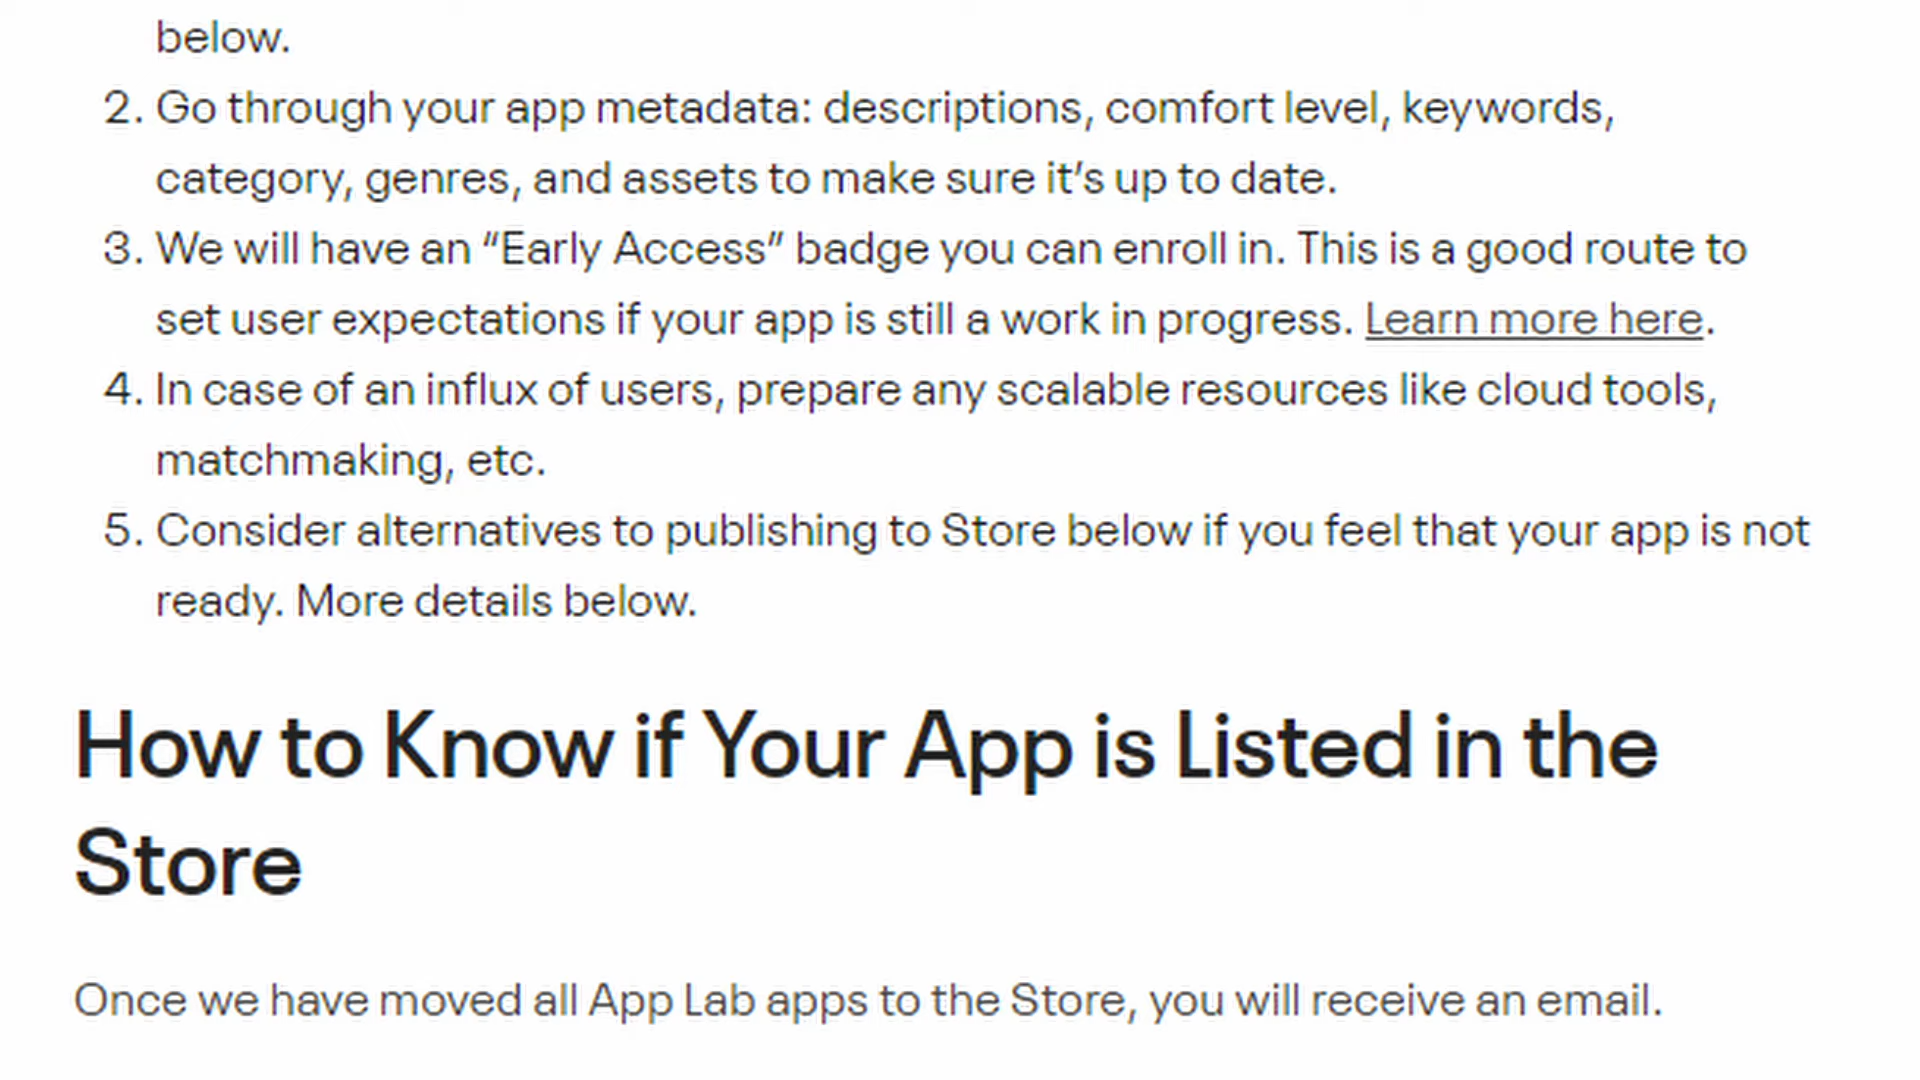 below.
2. Go through your app metadata: descriptions, comfort level, keywords,
category, genres, and assets to make sure it’s up to date.
3. We will have an “Early Access” badge you can enroll in. This is a good route to
set user expectations if your app is still a work in progress. Learn more here.
4. In case of an influx of users, prepare any scalable resources like cloud tools,
matchmaking, etc.
5. Consider alternatives to publishing to Store below if you feel that your app is not
ready. More details below.
How to Know if Your App is Listed in the
Store
Once we have moved all App Lab apps to the Store, you will receive an email.